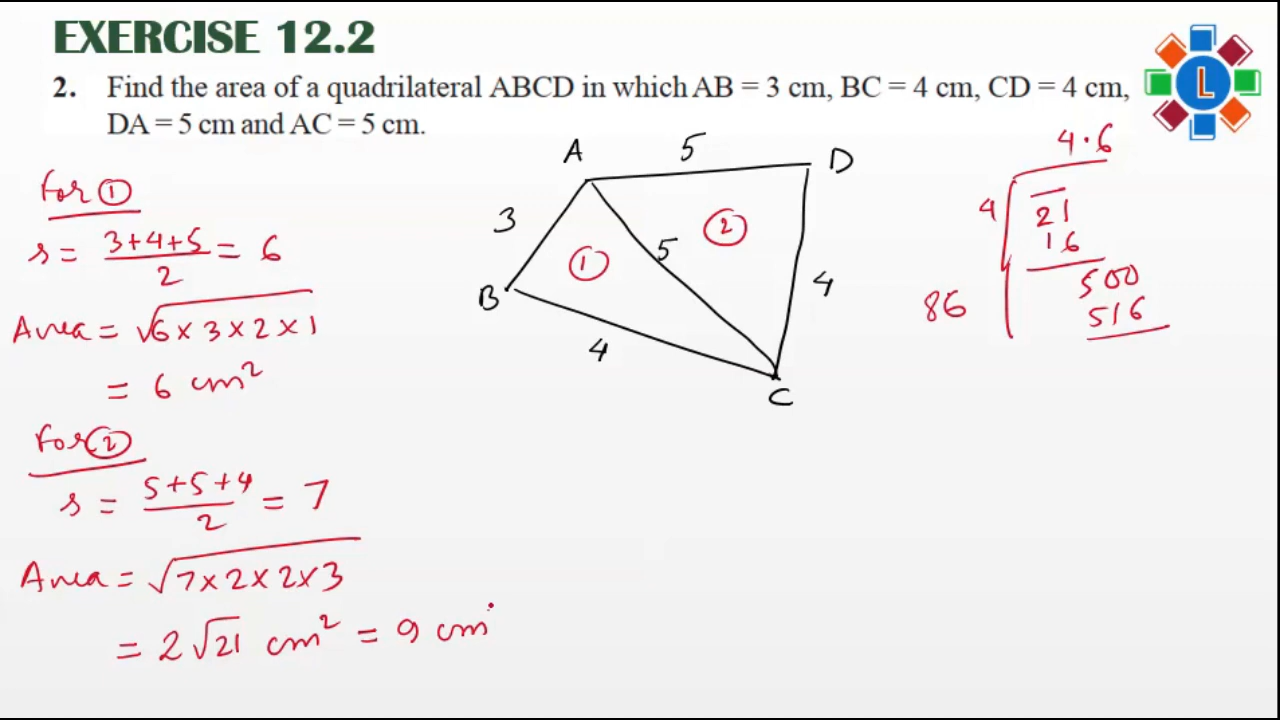 EXERCISE 12.2
2. Find the area of a quadrilateral ABCD in which AB = 3 cm, BC = 4 cm, CD = 4 cm,
DA = 5 cm and AC = 5 cm.
L
For ①
s = 3+4+5/2 = 6
Area = √6×3×2×1
= 6 cm²
For ②
s = 5+5+4/2 = 7
Area = √7×2×2×3
= 2√21 cm² = 9 cm
A
5
D
3
①
5
②
B
4
4
C
4.6
4
21
16
500
86
516